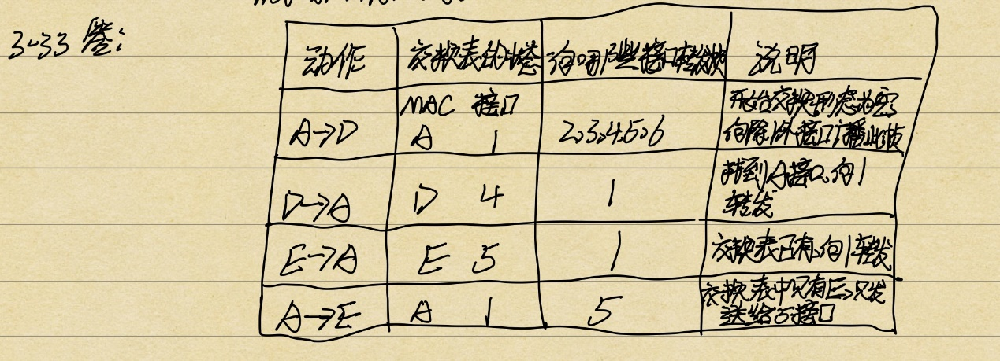 3-33 答:
动作 交换表的状态 向哪些接口转发帧 说明
MAC 接口
A→D A 1 2,3,4,5,6 开始交换形态为空
向除1外接口广播此帧
D→A D 4 1 找到A接口,向1
转发
E→A E 5 1 交换表已有,向1转发
A→E A 1 5 交换表中只有E,只发
送给5接口